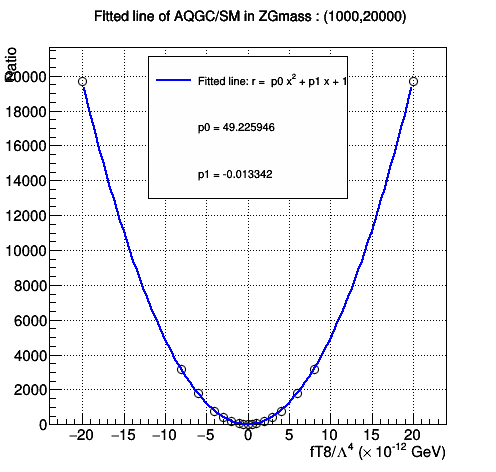 FItted line of AQGC/SM in ZGmass : (1000,20000)
Ratio
Fitted line: r = p0 x² + p1 x + 1
p0 = 49.225946
p1 = -0.013342
20000
18000
16000
14000
12000
10000
8000
6000
4000
2000
0
−20 −15 −10 −5 0 5 10 15 20
fT8/Λ⁴ (× 10⁻¹² GeV)